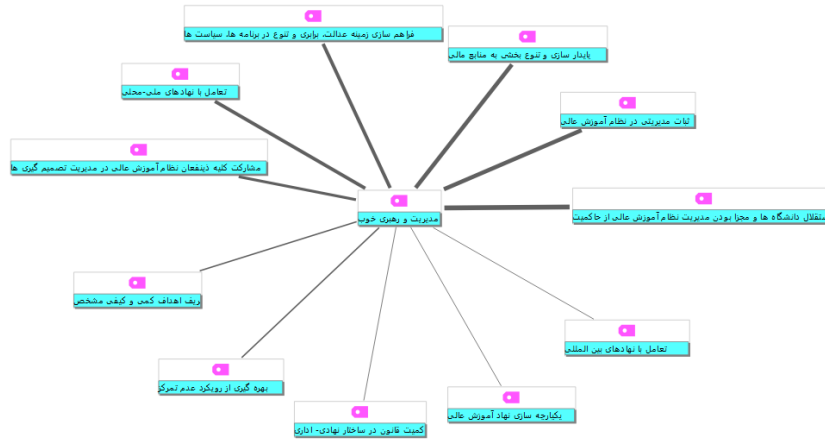 فراهم سازی زمینه عدالت، برابری و تنوع در برنامه ها، سیاست ها
پایدار سازی و تنوع بخشی به منابع مالی
تعامل با نهادهای ملی-محلی
ثبات مدیریتی در نظام آموزش عالی
مشارکت کلیه ذینفعان نظام آموزش عالی در مدیریت تصمیم گیری ها
ستقلال دانشگاه ها و مجزا بودن مدیریت نظام آموزش عالی از حاکمیت
مدیریت و رهبری خوب
ریف اهداف کمی و کیفی مشخص
تعامل با نهادهای بین المللی
بهره گیری از رویکرد عدم تمرکز
یکپارچه سازی نهاد آموزش عالی
کمیت قانون در ساختار نهادی- اداری